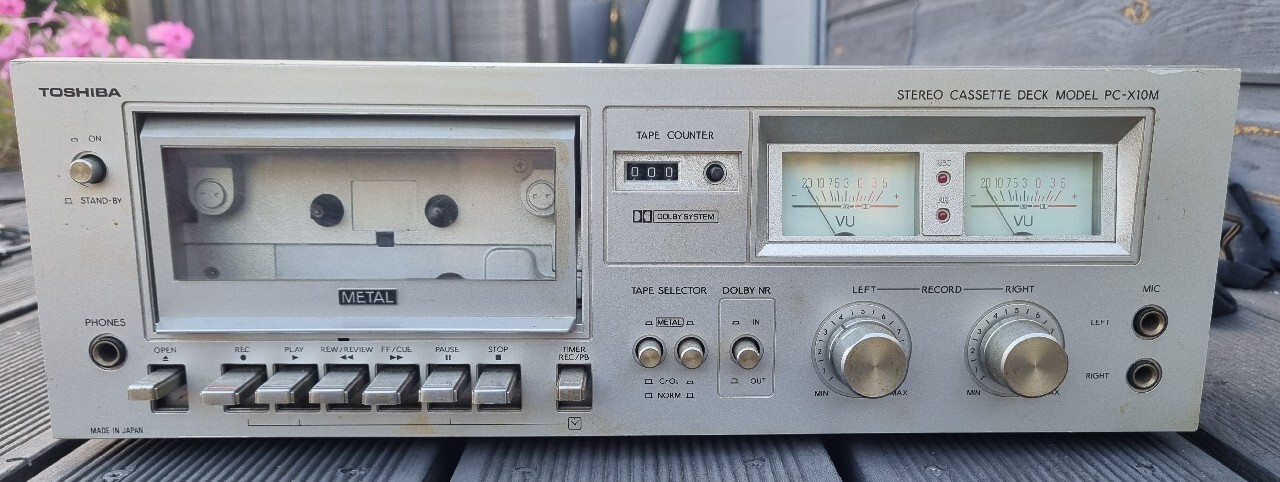 TOSHIBA
STEREO CASSETTE DECK MODEL PC-X10M
ON
STAND-BY
PHONES
METAL
TAPE COUNTER
000
DOLBY SYSTEM
20 10 7 5 3 0 3 5 +
VU
REC
20 10 7 5 3 0 3 5 +
VU
TAPE SELECTOR
METAL
CrO₂
NORM
DOLBY NR
IN
OUT
LEFT RECORD RIGHT
MIN MAX
MIN MAX
MIC
LEFT
RIGHT
OPEN
REC
PLAY
REW/REVIEW
FF/CUE
PAUSE
STOP
TIMER
REC/PB
MADE IN JAPAN